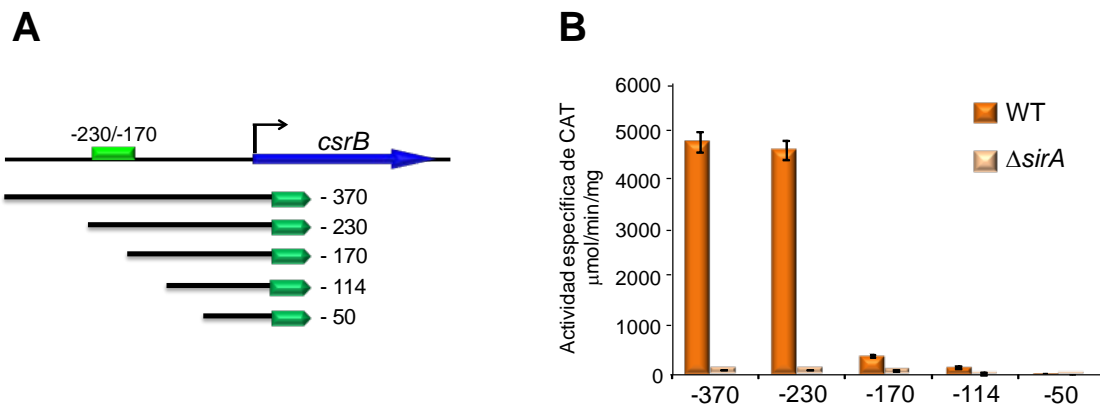 A
-230/-170
csrB
- 370
- 230
- 170
- 114
- 50
B
Actividad específica de CAT
µmol/min/mg
6000
5000
4000
3000
2000
1000
0
WT
ΔsirA
-370 -230 -170 -114 -50